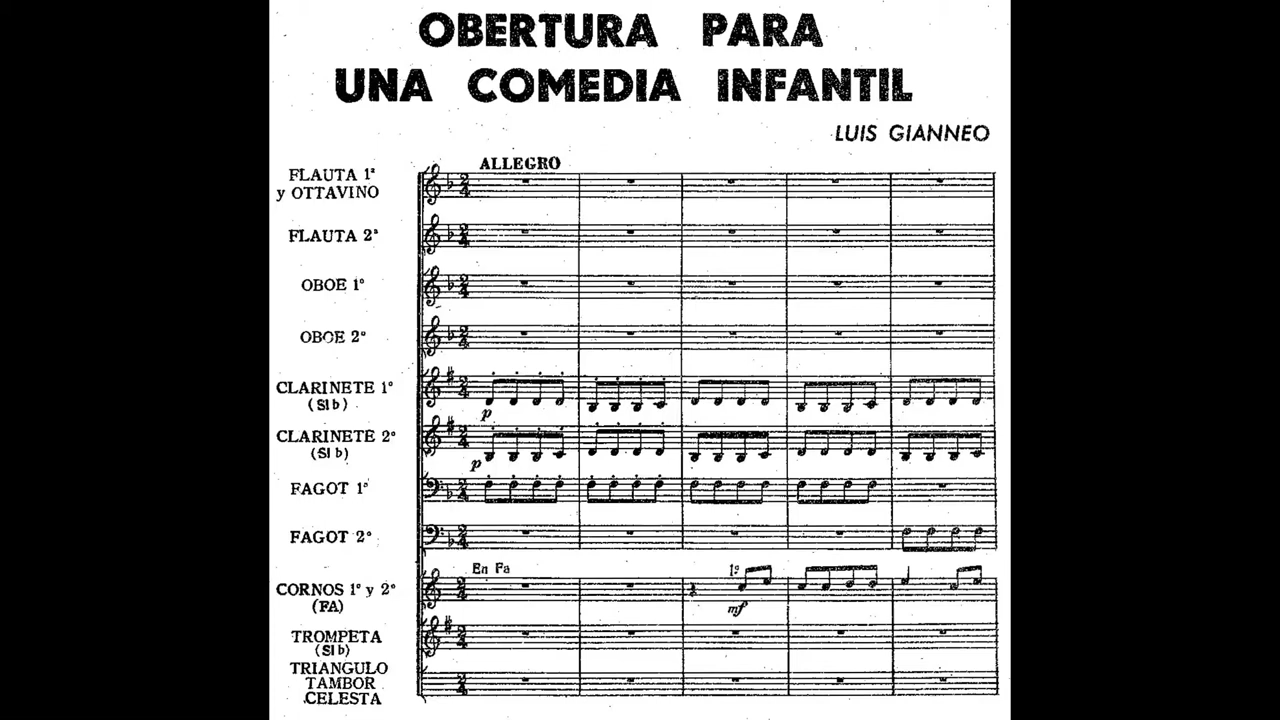 OBERTURA PARA
UNA COMEDIA INFANTIL
LUIS GIANNEO
ALLEGRO
FLAUTA 1ª
y OTTAVINO
FLAUTA 2ª
OBOE 1º
OBOE 2º
CLARINETE 1º
(SI b)
p
CLARINETE 2º
(SI b)
p
FAGOT 1º
FAGOT 2º
En Fa
1º
CORNOS 1º y 2º
(FA)
mf
TROMPETA
(SI b)
TRIANGULO
TAMBOR
CELESTA